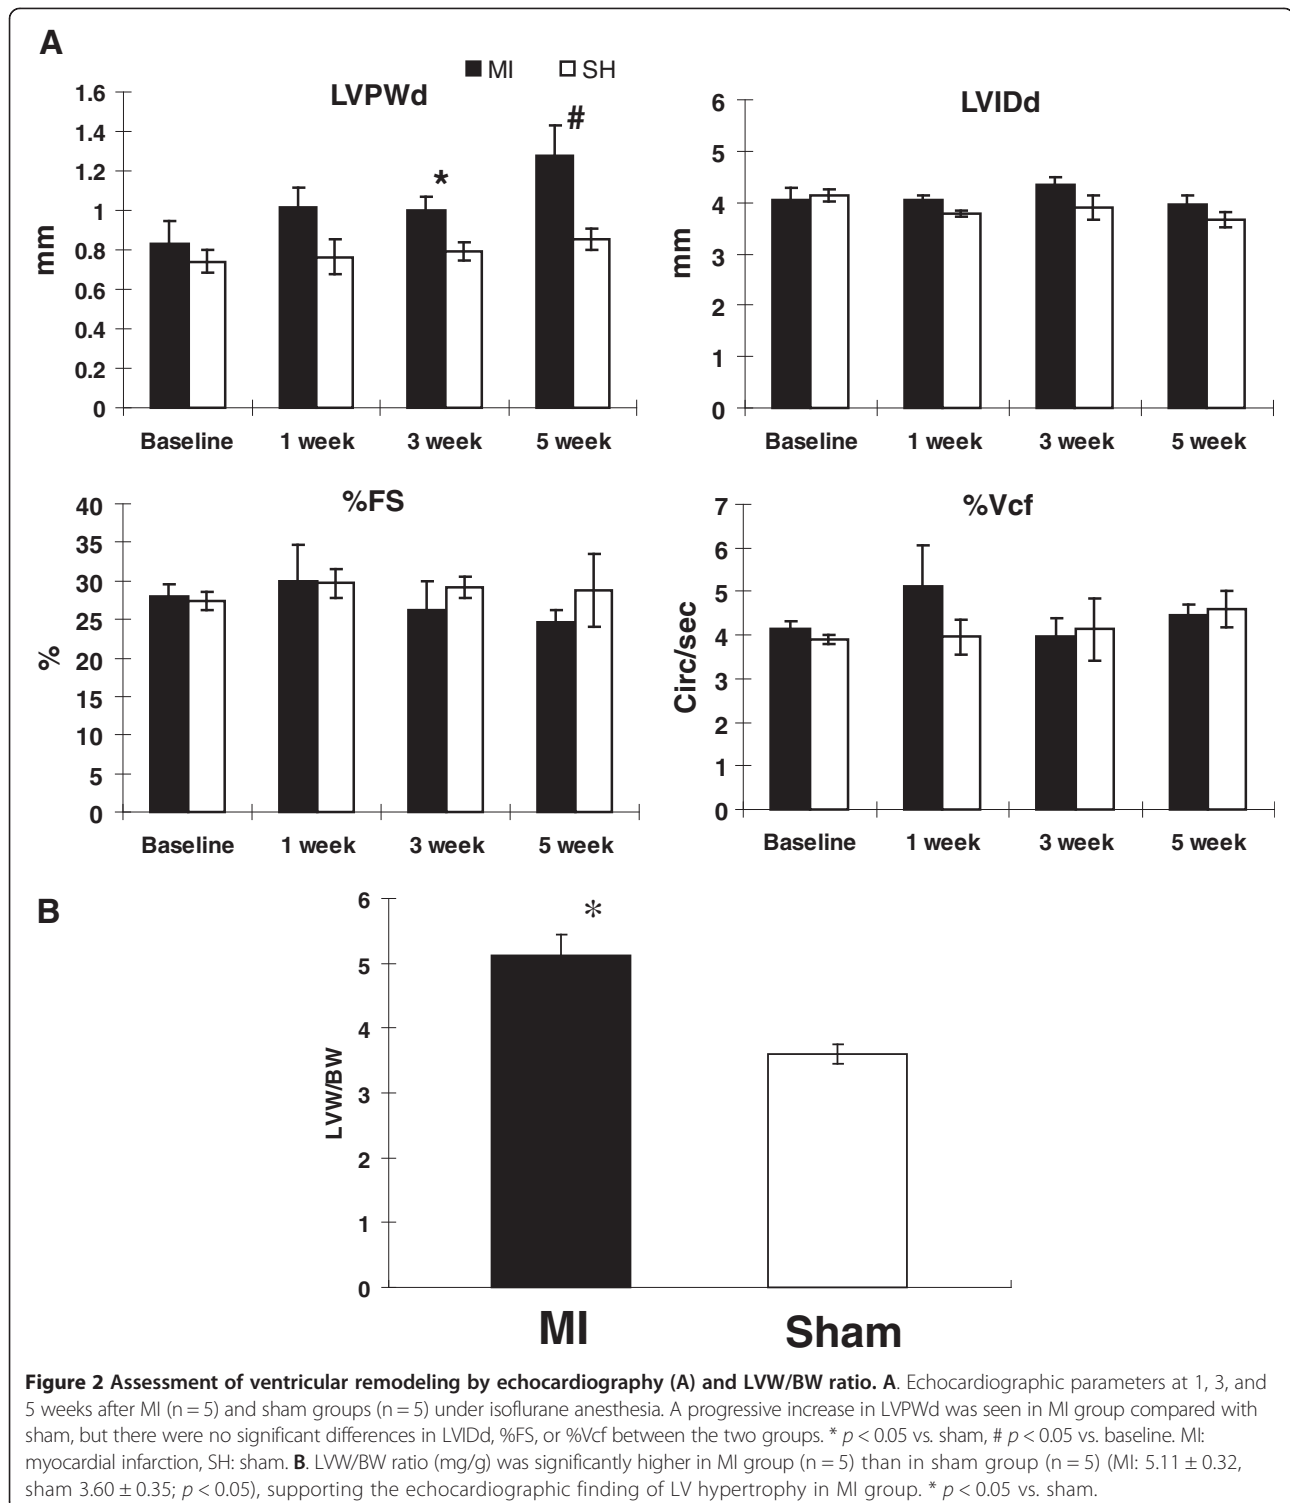 A
MI SH
LVPWd
1.6
1.4
1.2
1
0.8
0.6
0.4
0.2
0
mm
* #
Baseline 1 week 3 week 5 week
LVIDd
6
5
4
3
2
1
0
mm
Baseline 1 week 3 week 5 week
%FS
40
35
30
25
20
15
10
5
0
%
Baseline 1 week 3 week 5 week
%Vcf
7
6
5
4
3
2
1
0
Circ/sec
Baseline 1 week 3 week 5 week
B
6
5
4
3
2
1
0
LVW/BW
*
MI Sham
Figure 2 Assessment of ventricular remodeling by echocardiography (A) and LVW/BW ratio. A. Echocardiographic parameters at 1, 3, and
5 weeks after MI (n = 5) and sham groups (n = 5) under isoflurane anesthesia. A progressive increase in LVPWd was seen in MI group compared with
sham, but there were no significant differences in LVIDd, %FS, or %Vcf between the two groups. * p < 0.05 vs. sham, # p < 0.05 vs. baseline. MI:
myocardial infarction, SH: sham. B. LVW/BW ratio (mg/g) was significantly higher in MI group (n = 5) than in sham group (n = 5) (MI: 5.11 ± 0.32,
sham 3.60 ± 0.35; p < 0.05), supporting the echocardiographic finding of LV hypertrophy in MI group. * p < 0.05 vs. sham.